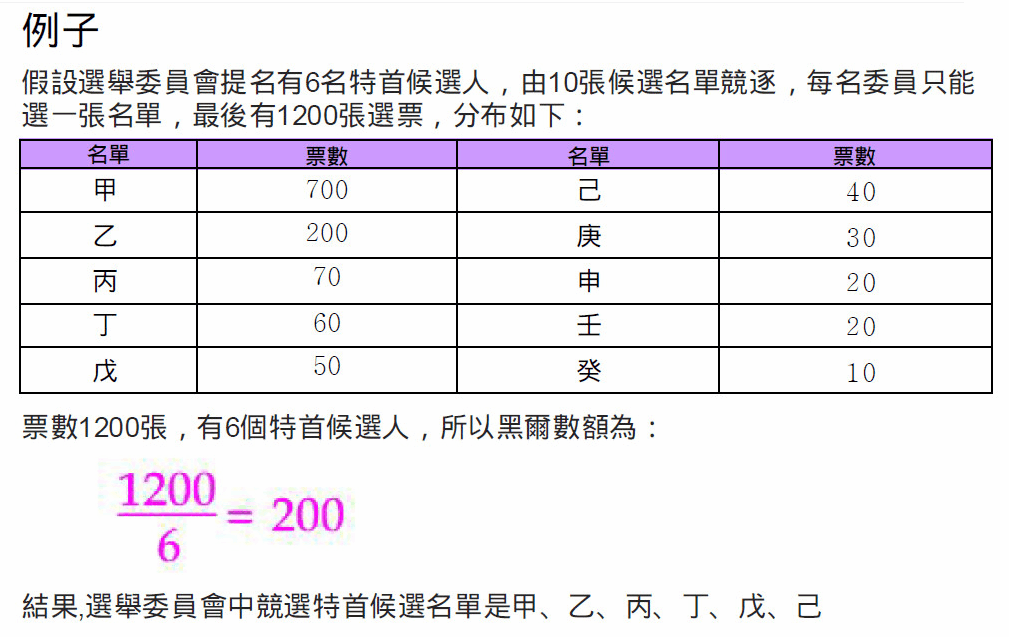 例子
假設選舉委員會提名有6名特首候選人，由10張候選名單競逐，每名委員只能
選一張名單，最後有1200張選票，分布如下：
名單 票數 名單 票數
甲 700 己 40
乙 200 庚 30
丙 70 申 20
丁 60 壬 20
戊 50 癸 10
票數1200張，有6個特首候選人，所以黑爾數額為：
1200
6
= 200
結果,選舉委員會中競選特首候選名單是甲、乙、丙、丁、戊、己